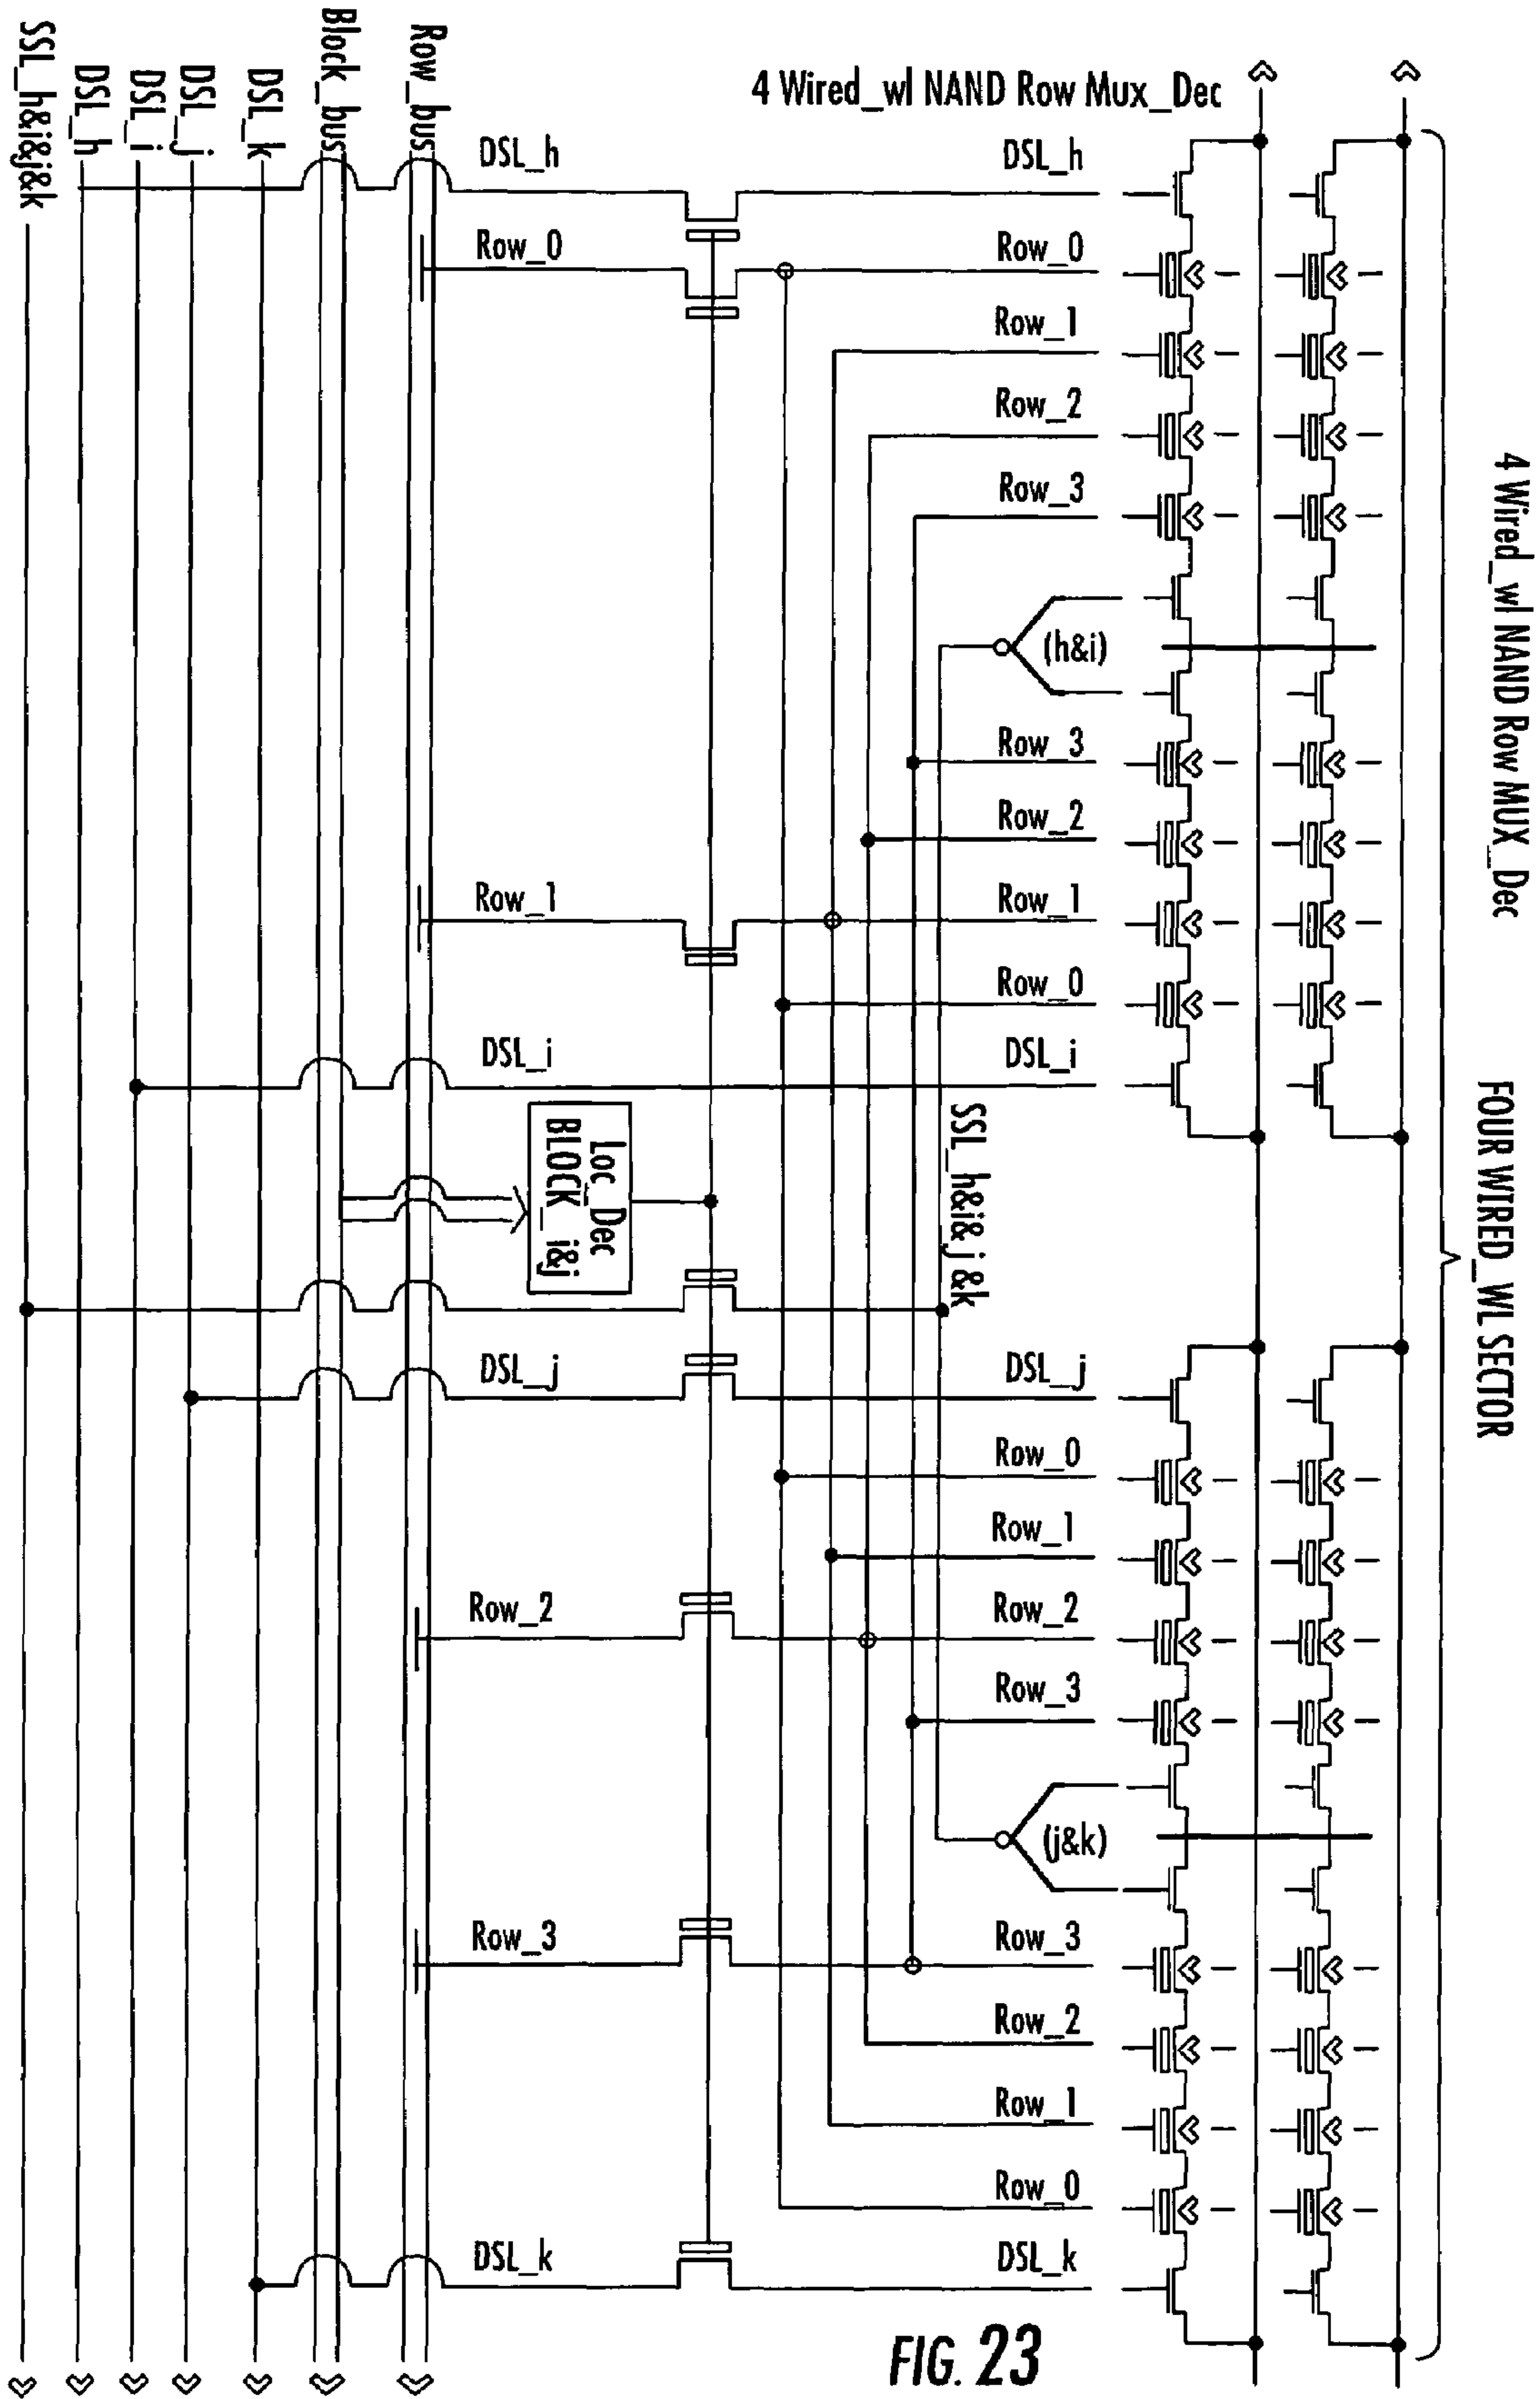 4 Wired_wl NAND Row MUX_Dec
FOUR WIRED_WL SECTOR
4 Wired_wl NAND Row Mux_Dec
SSL_h&i&j&k
DSL_h
DSL_i
DSL_j
DSL_k
Block_bus
Row_bus
DSL_h
DSL_h
Row_0
Row_0
Row_1
Row_2
Row_3
(h&i)
Row_3
Row_2
Row_1
Row_1
Row_0
DSL_i
DSL_i
Loc_Dec
BLOCK_i&j
SSL_h&i&j&k
DSL_j
DSL_j
Row_0
Row_1
Row_2
Row_2
Row_3
(j&k)
Row_3
Row_3
Row_2
Row_1
Row_0
DSL_k
DSL_k
FIG. 23